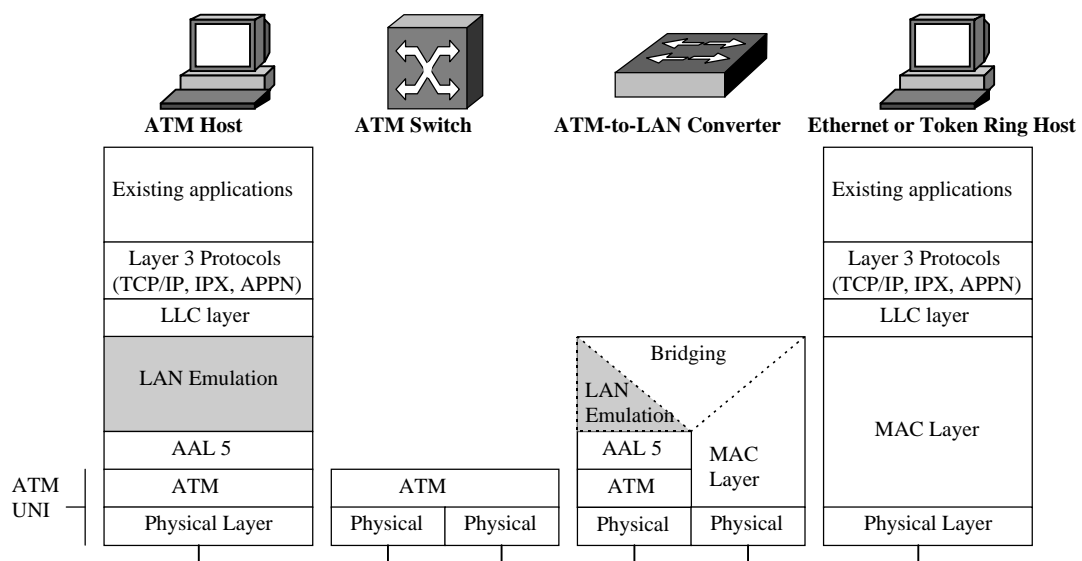 ATM Host
ATM Switch
ATM-to-LAN Converter
Ethernet or Token Ring Host
Existing applications
Layer 3 Protocols
(TCP/IP, IPX, APPN)
LLC layer
LAN Emulation
AAL 5
ATM
Physical Layer
ATM
UNI
ATM
Physical
Physical
Bridging
LAN
Emulation
AAL 5
ATM
Physical
MAC
Layer
Physical
Existing applications
Layer 3 Protocols
(TCP/IP, IPX, APPN)
LLC layer
MAC Layer
Physical Layer